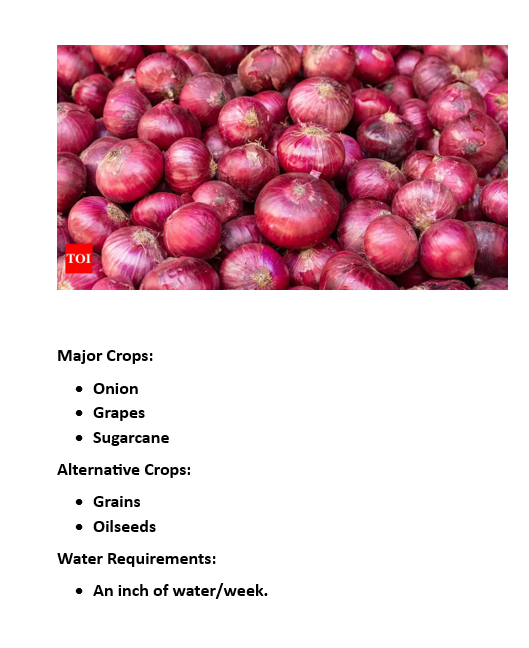 TOI
Major Crops:
• Onion
• Grapes
• Sugarcane
Alternative Crops:
• Grains
• Oilseeds
Water Requirements:
• An inch of water/week.